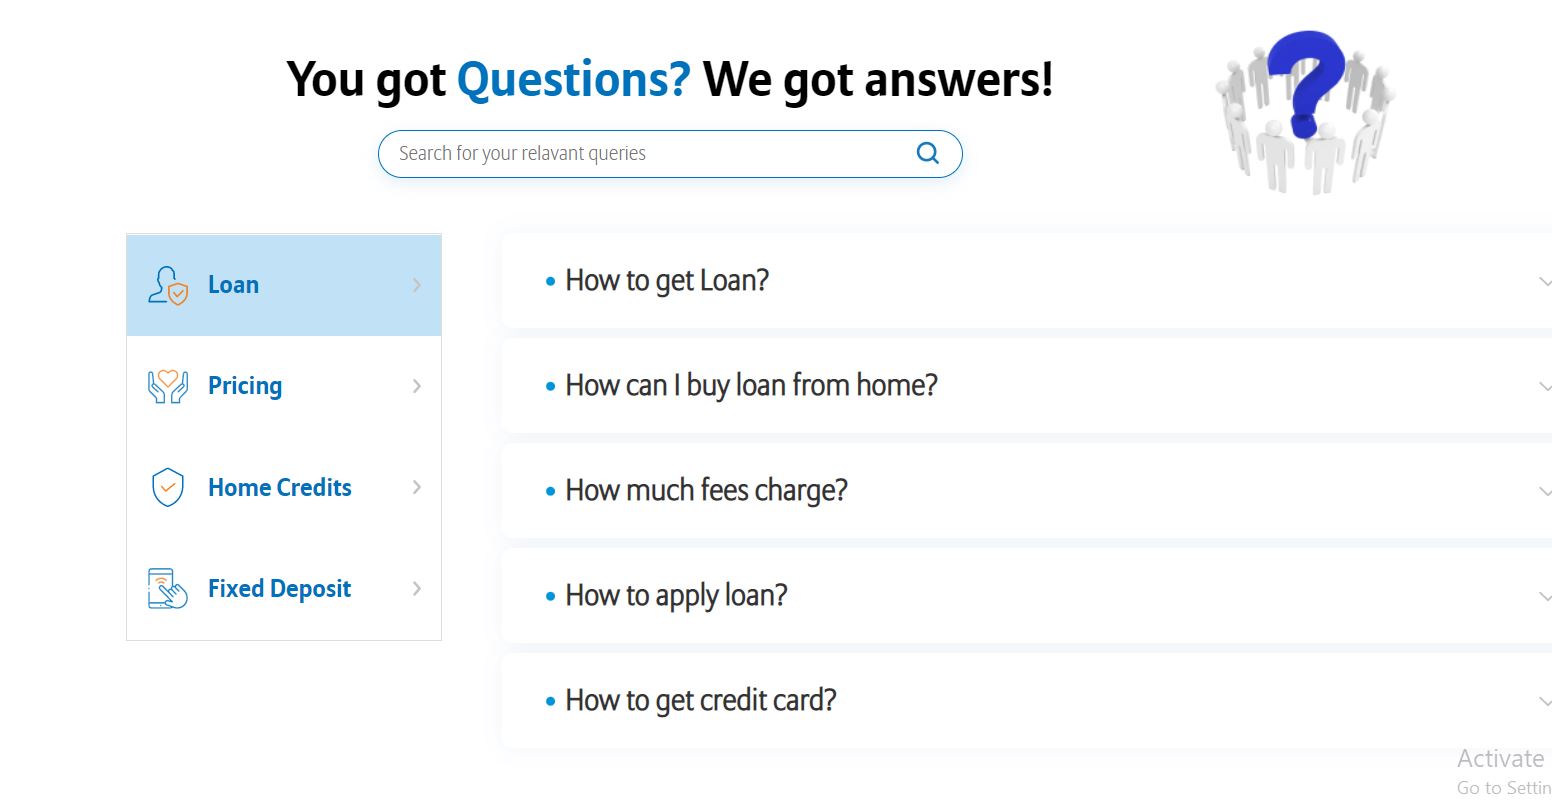 You got Questions? We got answers!
Search for your relavant queries
Loan
Pricing
Home Credits
Fixed Deposit
How to get Loan?
How can I buy loan from home?
How much fees charge?
How to apply loan?
How to get credit card?
Activate
Go to Settin